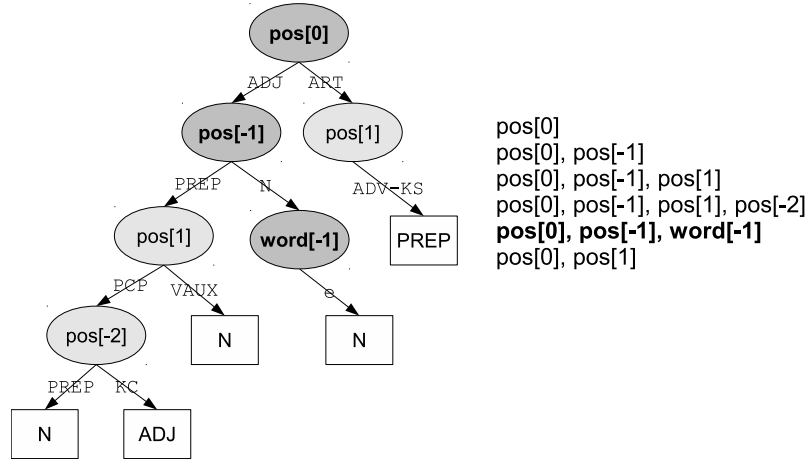 pos[0]
ADJ ART
pos[-1] pos[1]
PREP N ADV-KS
pos[1] word[-1] PREP
PCP VAUX e
pos[-2] N N
PREP KC
N ADJ
pos[0]
pos[0], pos[-1]
pos[0], pos[-1], pos[1]
pos[0], pos[-1], pos[1], pos[-2]
pos[0], pos[-1], word[-1]
pos[0], pos[1]